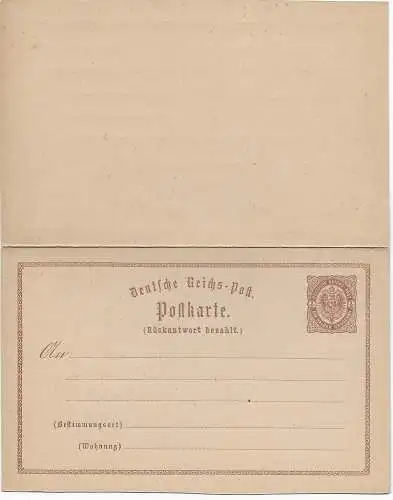 Deutsche Reichs-Post.
Postkarte.
(Rückantwort bezahlt.)
An
(Bestimmungsort)
(Wohnung)